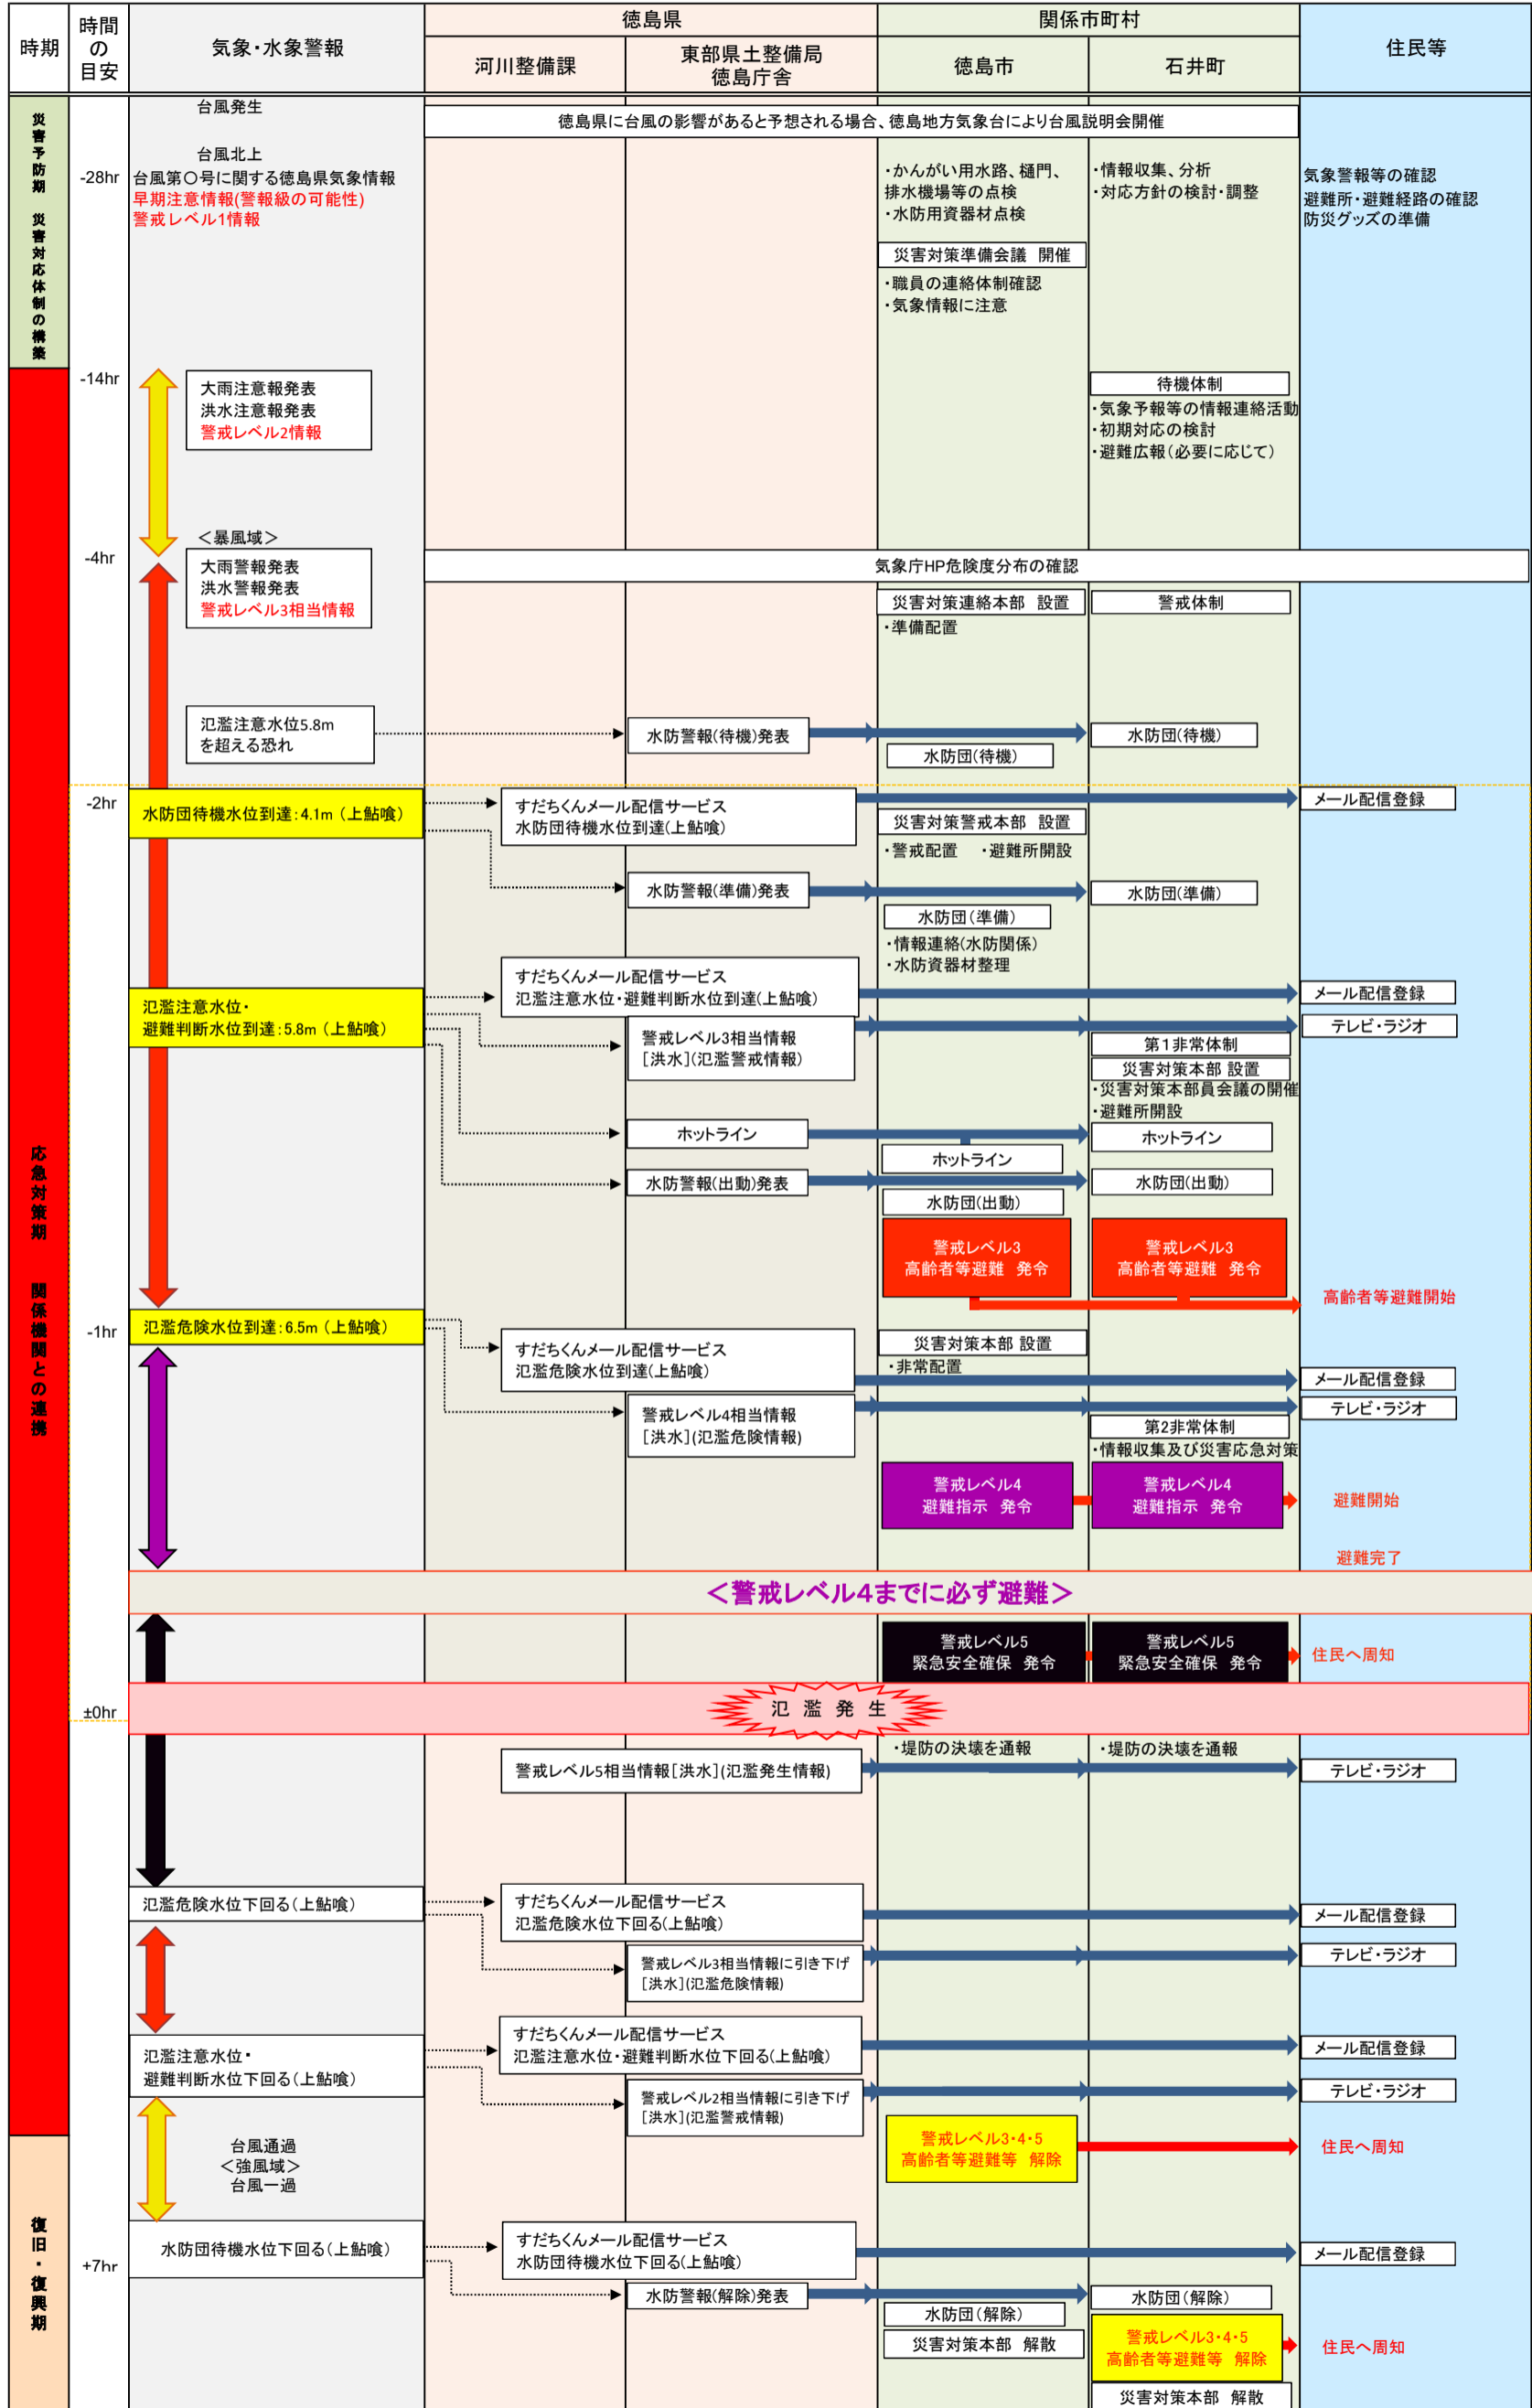 時期
時間
の
目安
気象・水象警報
徳島県
河川整備課
東部県土整備局
徳島庁舎
関係市町村
徳島市
石井町
住民等
災害予防期　災害対応体制の構築
台風発生
徳島県に台風の影響があると予想される場合、徳島地方気象台により台風説明会開催
台風北上
-28hr
台風第〇号に関する徳島県気象情報
早期注意情報(警報級の可能性)
警戒レベル1情報
・かんがい用水路、樋門、
排水機場等の点検
・水防用資器材点検
・情報収集、分析
・対応方針の検討・調整
気象警報等の確認
避難所・避難経路の確認
防災グッズの準備
災害対策準備会議　開催
・職員の連絡体制確認
・気象情報に注意
応急対策期　関係機関との連携
-14hr
大雨注意報発表
洪水注意報発表
警戒レベル2情報
待機体制
・気象予報等の情報連絡活動
・初期対応の検討
・避難広報（必要に応じて）
＜暴風域＞
-4hr
大雨警報発表
洪水警報発表
警戒レベル3相当情報
気象庁HP危険度分布の確認
災害対策連絡本部　設置
・準備配置
警戒体制
氾濫注意水位5.8m
を超える恐れ
水防警報(待機)発表
水防団(待機)
水防団(待機)
-2hr
水防団待機水位到達：4.1m （上鮎喰）
すだちくんメール配信サービス
水防団待機水位到達(上鮎喰)
メール配信登録
災害対策警戒本部　設置
・警戒配置　・避難所開設
水防警報(準備)発表
水防団(準備)
水防団（準備）
・情報連絡(水防関係)
・水防資器材整理
氾濫注意水位・
避難判断水位到達：5.8m （上鮎喰）
すだちくんメール配信サービス
氾濫注意水位・避難判断水位到達(上鮎喰)
メール配信登録
警戒レベル3相当情報
［洪水］(氾濫警戒情報)
テレビ・ラジオ
第１非常体制
災害対策本部 設置
・災害対策本部員会議の開催
・避難所開設
ホットライン
ホットライン
ホットライン
水防警報(出動)発表
水防団(出動)
水防団(出動)
警戒レベル3
高齢者等避難　発令
警戒レベル3
高齢者等避難　発令
高齢者等避難開始
-1hr
氾濫危険水位到達：6.5m （上鮎喰）
すだちくんメール配信サービス
氾濫危険水位到達(上鮎喰)
災害対策本部 設置
・非常配置
メール配信登録
警戒レベル4相当情報
［洪水］(氾濫危険情報)
テレビ・ラジオ
第2非常体制
・情報収集及び災害応急対策
警戒レベル4
避難指示　発令
警戒レベル4
避難指示　発令
避難開始
避難完了
＜警戒レベル４までに必ず避難＞
警戒レベル5
緊急安全確保　発令
警戒レベル5
緊急安全確保　発令
住民へ周知
±0hr
氾　濫　発　生
・堤防の決壊を通報
・堤防の決壊を通報
警戒レベル5相当情報［洪水］(氾濫発生情報)
テレビ・ラジオ
氾濫危険水位下回る（上鮎喰）
すだちくんメール配信サービス
氾濫危険水位下回る(上鮎喰)
メール配信登録
警戒レベル3相当情報に引き下げ
［洪水］(氾濫危険情報)
テレビ・ラジオ
氾濫注意水位・
避難判断水位下回る（上鮎喰）
すだちくんメール配信サービス
氾濫注意水位・避難判断水位下回る(上鮎喰)
メール配信登録
警戒レベル2相当情報に引き下げ
［洪水］(氾濫警戒情報)
テレビ・ラジオ
復旧・復興期
台風通過
＜強風域＞
台風一過
警戒レベル3・4・5
高齢者等避難等　解除
住民へ周知
+7hr
水防団待機水位下回る（上鮎喰）
すだちくんメール配信サービス
水防団待機水位下回る(上鮎喰)
メール配信登録
水防警報(解除)発表
水防団（解除）
水防団（解除）
災害対策本部　解散
警戒レベル3・4・5
高齢者等避難等　解除
住民へ周知
災害対策本部　解散